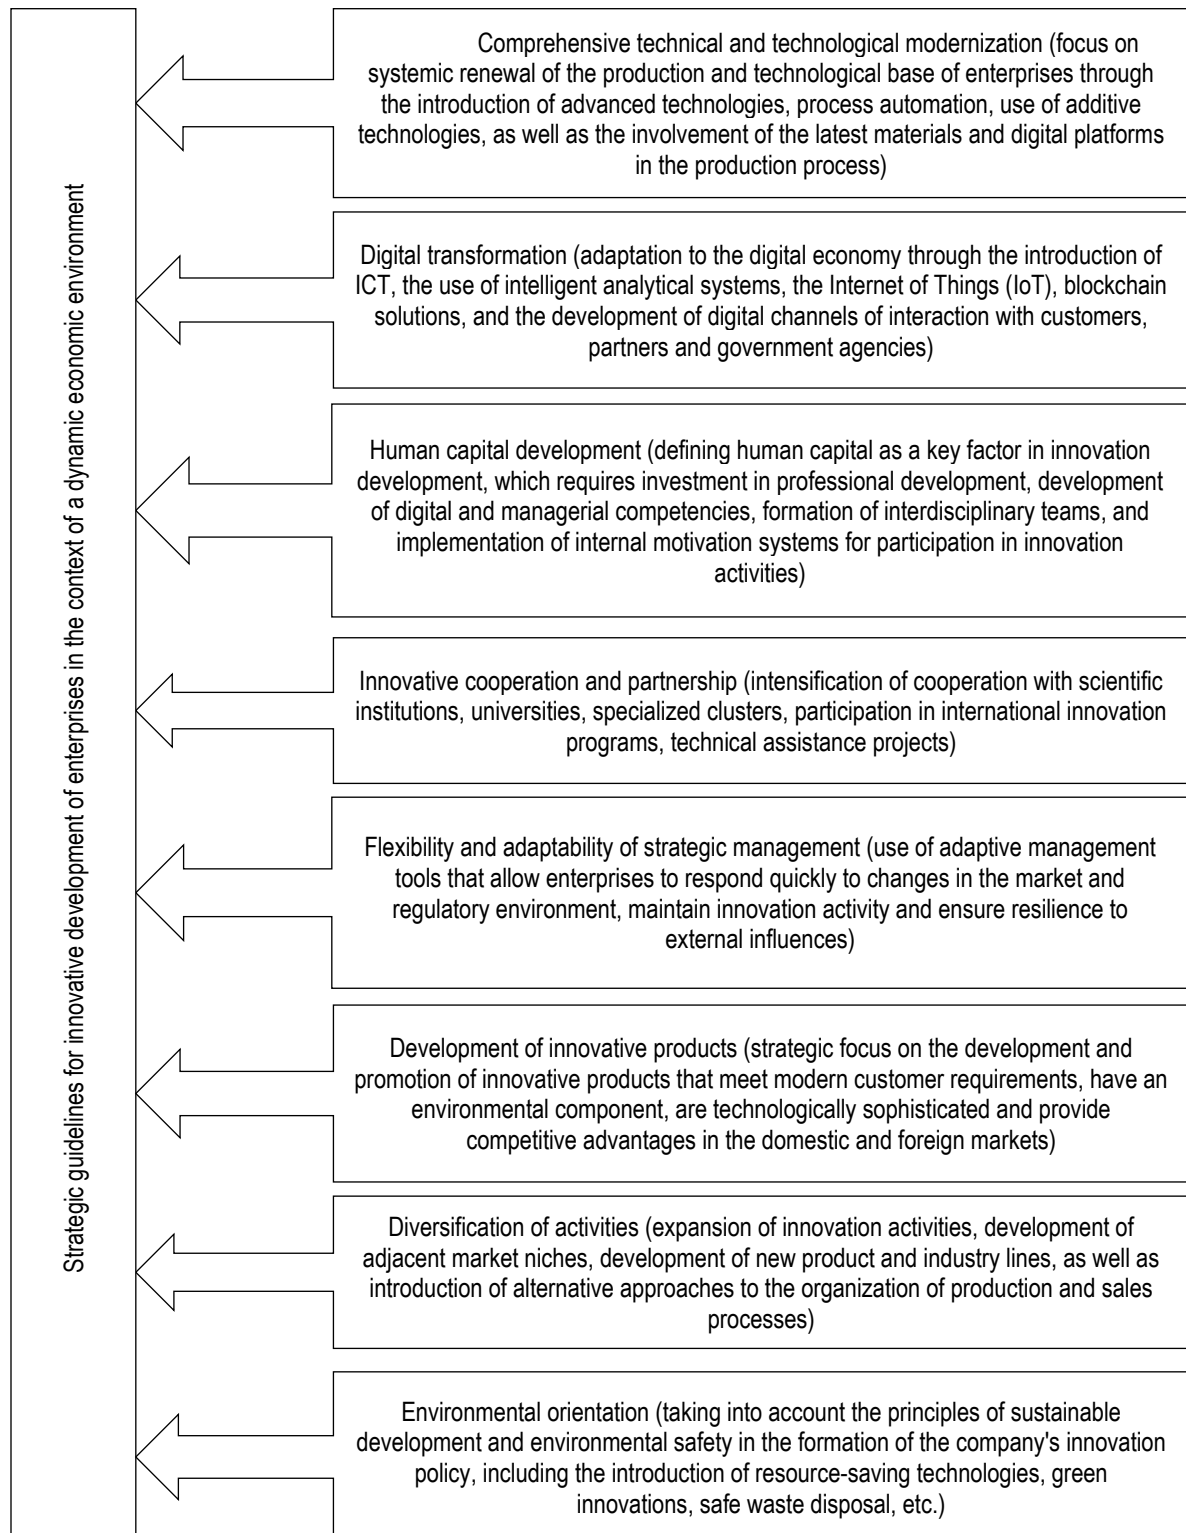 Strategic guidelines for innovative development of enterprises in the context of a dynamic economic environment
Comprehensive technical and technological modernization (focus on
systemic renewal of the production and technological base of enterprises through
the introduction of advanced technologies, process automation, use of additive
technologies, as well as the involvement of the latest materials and digital platforms
in the production process)
Digital transformation (adaptation to the digital economy through the introduction of
ICT, the use of intelligent analytical systems, the Internet of Things (IoT), blockchain
solutions, and the development of digital channels of interaction with customers,
partners and government agencies)
Human capital development (defining human capital as a key factor in innovation
development, which requires investment in professional development, development
of digital and managerial competencies, formation of interdisciplinary teams, and
implementation of internal motivation systems for participation in innovation
activities)
Innovative cooperation and partnership (intensification of cooperation with scientific
institutions, universities, specialized clusters, participation in international innovation
programs, technical assistance projects)
Flexibility and adaptability of strategic management (use of adaptive management
tools that allow enterprises to respond quickly to changes in the market and
regulatory environment, maintain innovation activity and ensure resilience to
external influences)
Development of innovative products (strategic focus on the development and
promotion of innovative products that meet modern customer requirements, have an
environmental component, are technologically sophisticated and provide
competitive advantages in the domestic and foreign markets)
Diversification of activities (expansion of innovation activities, development of
adjacent market niches, development of new product and industry lines, as well as
introduction of alternative approaches to the organization of production and sales
processes)
Environmental orientation (taking into account the principles of sustainable
development and environmental safety in the formation of the company's innovation
policy, including the introduction of resource-saving technologies, green
innovations, safe waste disposal, etc.)